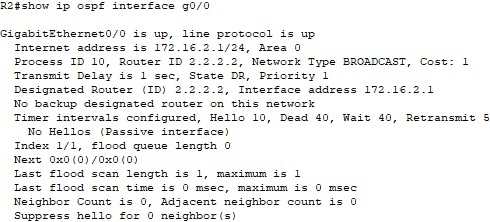 R2#show ip ospf interface g0/0
GigabitEthernet0/0 is up, line protocol is up
Internet address is 172.16.2.1/24, Area 0
Process ID 10, Router ID 2.2.2.2, Network Type BROADCAST, Cost: 1
Transmit Delay is 1 sec, State DR, Priority 1
Designated Router (ID) 2.2.2.2, Interface address 172.16.2.1
No backup designated router on this network
Timer intervals configured, Hello 10, Dead 40, Wait 40, Retransmit 5
No Hellos (Passive interface)
Index 1/1, flood queue length 0
Next 0x0(0)/0x0(0)
Last flood scan length is 1, maximum is 1
Last flood scan time is 0 msec, maximum is 0 msec
Neighbor Count is 0, Adjacent neighbor count is 0
Suppress hello for 0 neighbor(s)